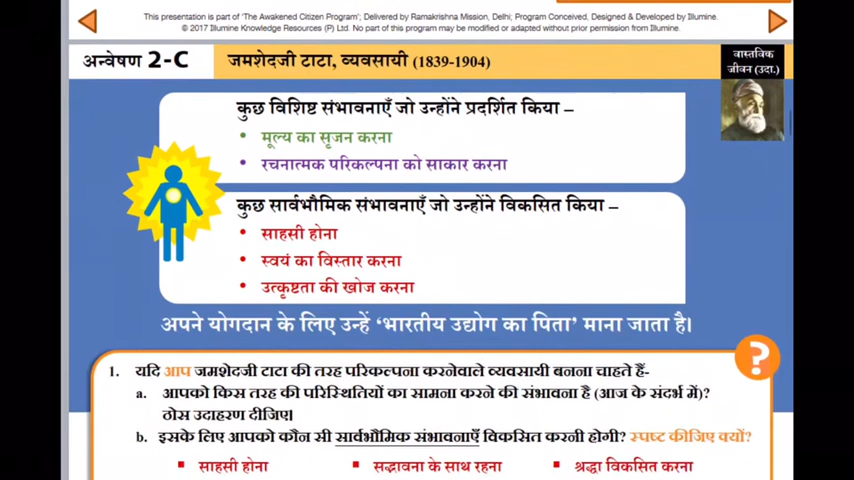 This presentation is part of 'The Awakened Citizen Program'; Delivered by Ramakrishna Mission, Delhi; Program Conceived, Designed & Developed by Illumine.
© 2017 Illumine Knowledge Resources (P) Ltd. No part of this program may be modified or adapted without prior permission from Illumine.
अन्वेषण 2-C
जमशेदजी टाटा, व्यवसायी (1839-1904)
वास्तविक
जीवन (उदा.)
कुछ विशिष्ट संभावनाएँ जो उन्होंने प्रदर्शित किया –
• मूल्य का सृजन करना
• रचनात्मक परिकल्पना को साकार करना
कुछ सार्वभौमिक संभावनाएँ जो उन्होंने विकसित किया –
• साहसी होना
• स्वयं का विस्तार करना
• उत्कृष्टता की खोज करना
अपने योगदान के लिए उन्हें 'भारतीय उद्योग का पिता' माना जाता है।
?
1. यदि आप जमशेदजी टाटा की तरह परिकल्पना करनेवाले व्यवसायी बनना चाहते हैं-
a. आपको किस तरह की परिस्थितियों का सामना करने की संभावना है (आज के संदर्भ में)?
ठोस उदाहरण दीजिए।
b. इसके लिए आपको कौन सी सार्वभौमिक संभावनाएँ विकसित करनी होगी? स्पष्ट कीजिए क्यों?
▪ साहसी होना ▪ सद्भावना के साथ रहना ▪ श्रद्धा विकसित करना